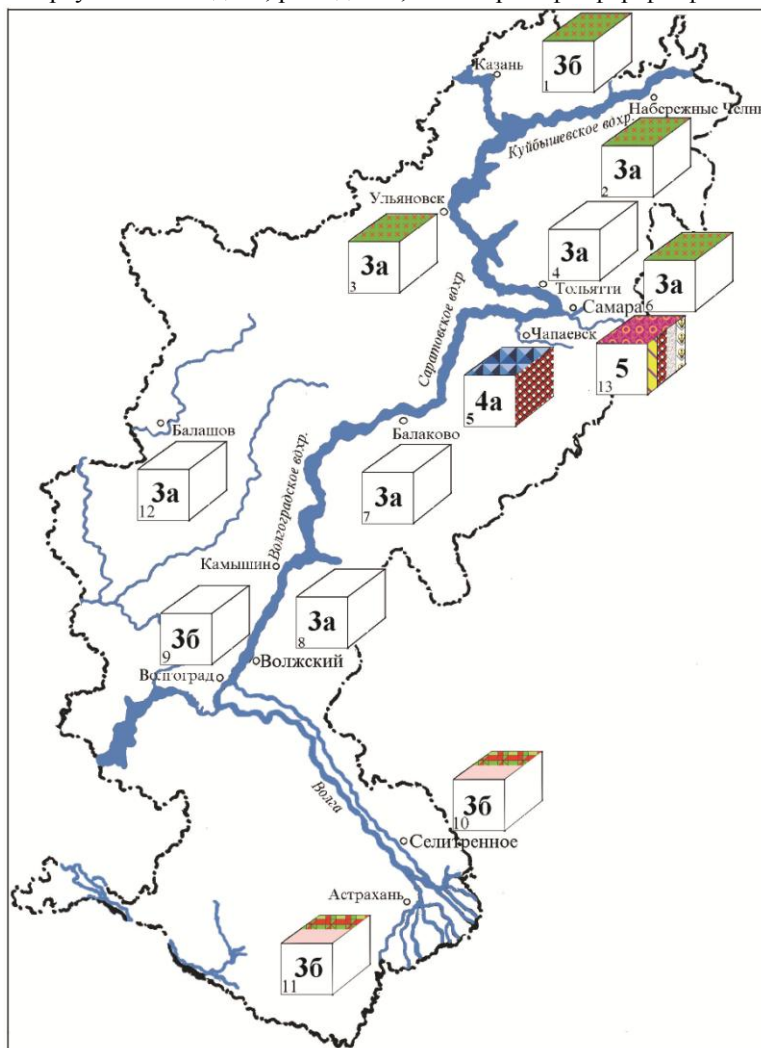 3б
1
Казань
Набережные Челн
Куйбышевское вдхр.
3а
2
Ульяновск
3а
3
3а
4
Тольятти
3а
6
Самара
Саратовское вдхр
Чапаевск
5
13
4а
5
Балашов
Балаково
3а
12
3а
7
Волгоградское вдхр.
Камышин
3а
8
3б
9
Волжский
Волгоград
Волга
3б
10
Селитренное
Астрахань
3б
11